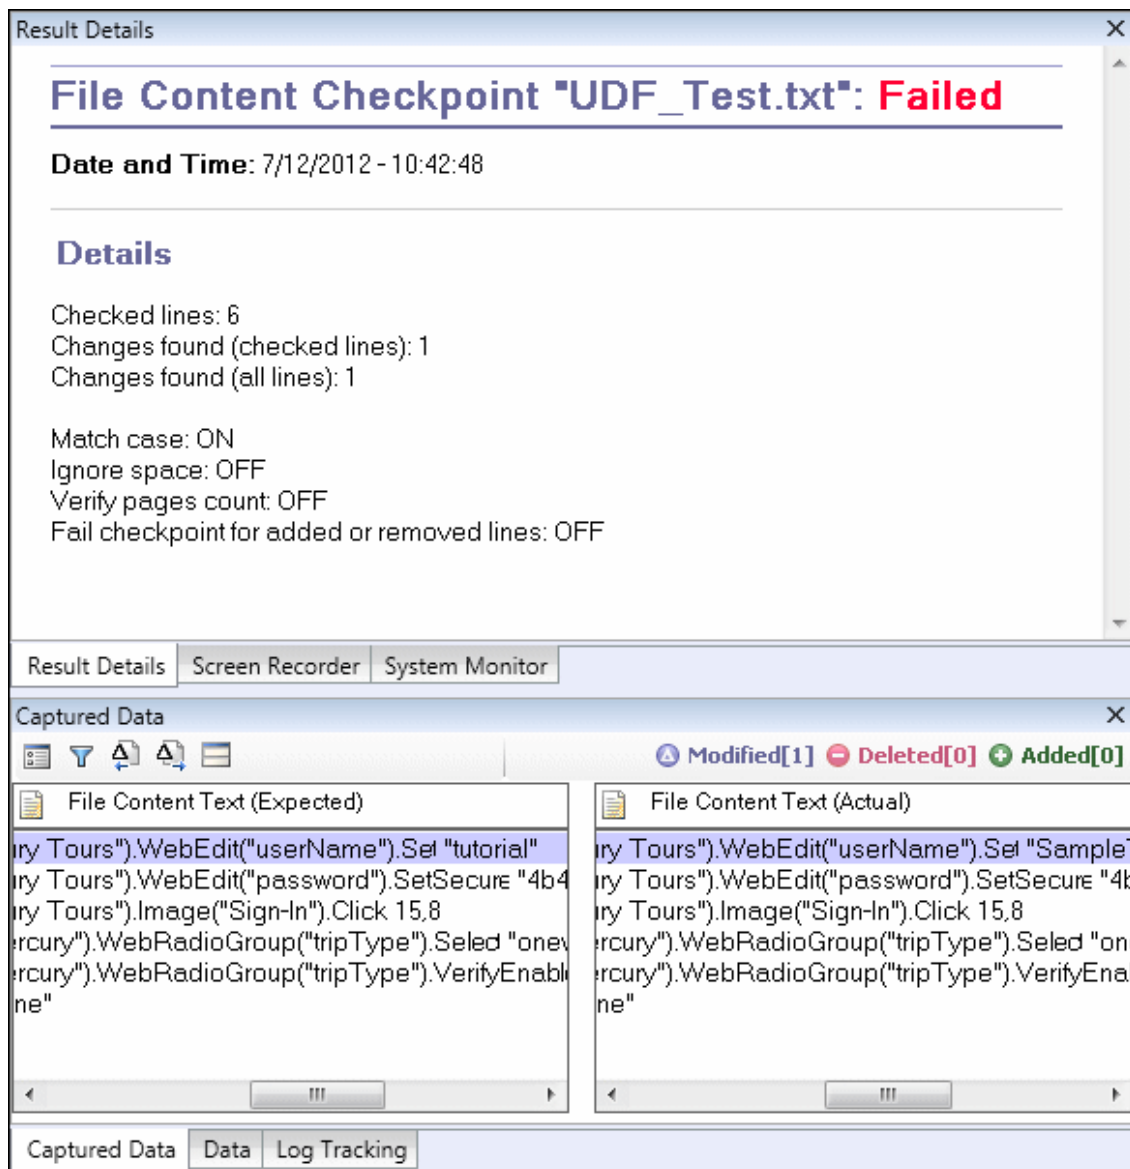 Result Details
File Content Checkpoint "UDF_Test.txt": Failed
Date and Time: 7/12/2012 - 10:42:48
Details
Checked lines: 6
Changes found (checked lines): 1
Changes found (all lines): 1
Match case: ON
Ignore space: OFF
Verify pages count: OFF
Fail checkpoint for added or removed lines: OFF
Result Details Screen Recorder System Monitor
Captured Data
Modified[1] Deleted[0] Added[0]
File Content Text (Expected)
ry Tours").WebEdit("userName").Set "tutorial"
ry Tours").WebEdit("password").SetSecure "4b4
ry Tours").Image("Sign-In").Click 15,8
ercury").WebRadioGroup("tripType").Select "onew
ercury").WebRadioGroup("tripType").VerifyEnable
ne"
File Content Text (Actual)
ry Tours").WebEdit("userName").Set "Sample
ry Tours").WebEdit("password").SetSecure "4b
ry Tours").Image("Sign-In").Click 15,8
ercury").WebRadioGroup("tripType").Select "on
ercury").WebRadioGroup("tripType").VerifyEna
ne"
Captured Data Data Log Tracking